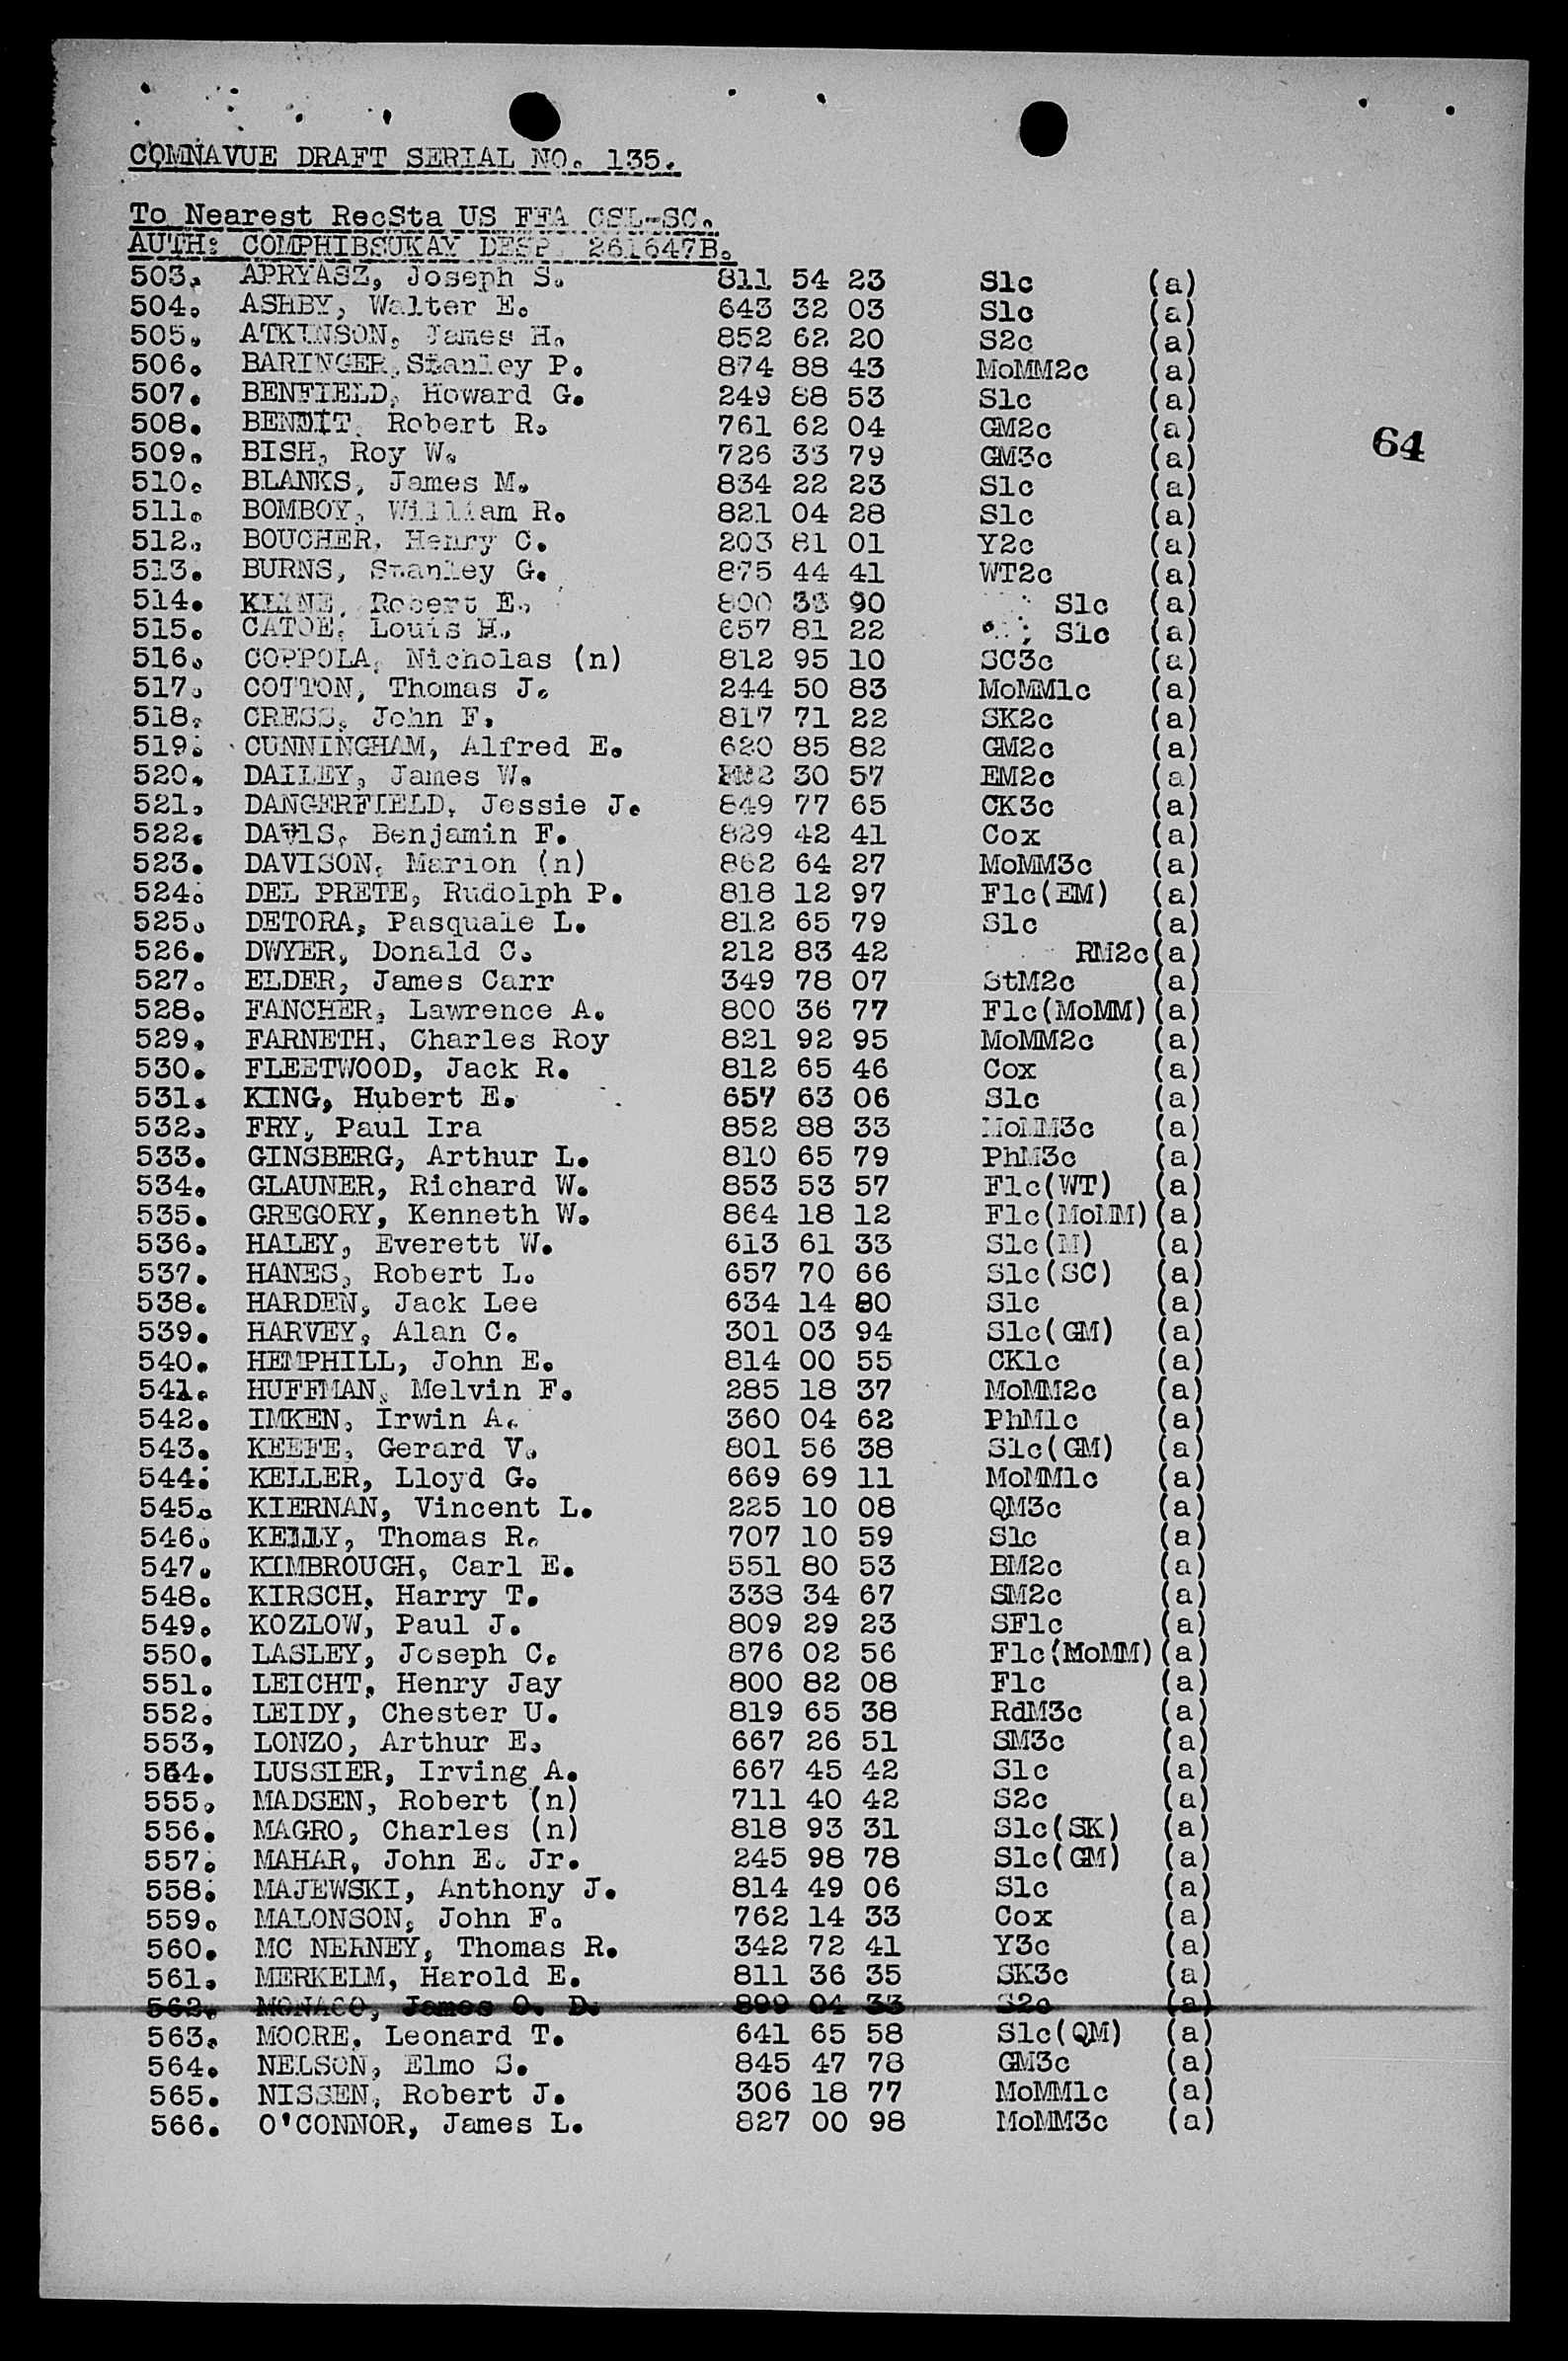 COMNAVUE DRAFT SERIAL NO. 135.
To Nearest RecSta US FFA CSL-SC.
AUTH: COMPHIBSUKAY DESP. 261647B.
503. APRYASZ, Joseph S. 811 54 23 S1c (a)
504. ASHBY, Walter E. 643 32 03 S1c (a)
505. ATKINSON, James H. 852 62 20 S2c (a)
506. BARINGER, Stanley P. 874 88 43 MoMM2c (a)
507. BENFIELD, Howard G. 249 88 53 S1c (a)
64
508. BENDIT, Robert R. 761 62 04 GM2c (a)
509. BISH, Roy W. 726 33 79 GM3c (a)
510. BLANKS, James M. 834 22 23 S1c (a)
511. BOMBOY, William R. 821 04 28 S1c (a)
512. BOUCHER, Henry C. 203 81 01 Y2c (a)
513. BURNS, Stanley G. 875 44 41 WT2c (a)
514. KLINE, Robert E. 800 33 90 S1c (a)
515. CATOE, Louis H. 657 81 22 S1c (a)
516. COPPOLA, Nicholas (n) 812 95 10 SC3c (a)
517. COTTON, Thomas J. 244 50 83 MoMM1c (a)
518. CRESS, John F. 817 71 22 SK2c (a)
519. CUNNINGHAM, Alfred E. 620 85 82 GM2c (a)
520. DAILEY, James W. 30 57 EM2c (a)
521. DANGERFIELD, Jessie J. 849 77 65 CK3c (a)
522. DAVIS, Benjamin F. 829 42 41 Cox (a)
523. DAVISON, Marion (n) 862 64 27 MoMM3c (a)
524. DEL PRETE, Rudolph P. 818 12 97 F1c(EM) (a)
525. DETORA, Pasquale L. 812 65 79 S1c (a)
526. DWYER, Donald C. 212 83 42 RM2c(a)
527. ELDER, James Carr 349 78 07 StM2c (a)
528. FANCHER, Lawrence A. 800 36 77 F1c(MoMM)(a)
529. FARNETH, Charles Roy 821 92 95 MoMM2c (a)
530. FLEETWOOD, Jack R. 812 65 46 Cox (a)
531. KING, Hubert E. 657 63 06 S1c (a)
532. FRY, Paul Ira 852 88 33 MoMM3c (a)
533. GINSBERG, Arthur L. 810 65 79 PhM3c (a)
534. GLAUNER, Richard W. 853 53 57 F1c(WT) (a)
535. GREGORY, Kenneth W. 864 18 12 F1c(MoMM)(a)
536. HALEY, Everett W. 613 61 33 S1c(M) (a)
537. HANES, Robert L. 657 70 66 S1c(SC) (a)
538. HARDEN, Jack Lee 634 14 80 S1c (a)
539. HARVEY, Alan C. 301 03 94 S1c(GM) (a)
540. HEMPHILL, John E. 814 00 55 CK1c (a)
541. HUFFMAN, Melvin F. 285 18 37 MoMM2c (a)
542. IMKEN, Irwin A. 360 04 62 PhM1c (a)
543. KEEFE, Gerard V. 801 56 38 S1c(GM) (a)
544. KELLER, Lloyd G. 669 69 11 MoMM1c (a)
545. KIERNAN, Vincent L. 225 10 08 QM3c (a)
546. KELLY, Thomas R. 707 10 59 S1c (a)
547. KIMBROUGH, Carl E. 551 80 53 BM2c (a)
548. KIRSCH, Harry T. 338 34 67 SM2c (a)
549. KOZLOW, Paul J. 809 29 23 SF1c (a)
550. LASLEY, Joseph C. 876 02 56 F1c(MoMM)(a)
551. LEICHT, Henry Jay 800 82 08 F1c (a)
552. LEIDY, Chester U. 819 65 38 RdM3c (a)
553. LONZO, Arthur E. 667 26 51 SM3c (a)
554. LUSSIER, Irving A. 667 45 42 S1c (a)
555. MADSEN, Robert (n) 711 40 42 S2c (a)
556. MAGRO, Charles (n) 818 93 31 S1c(SK) (a)
557. MAHAR, John E. Jr. 245 98 78 S1c(GM) (a)
558. MAJEWSKI, Anthony J. 814 49 06 S1c (a)
559. MALONSON, John F. 762 14 33 Cox (a)
560. MC NERNEY, Thomas R. 342 72 41 Y3c (a)
561. MERKELM, Harold E. 811 36 35 SK3c (a)
562. MONACO, James O. D. 899 04 33 S2c (a)
563. MOORE, Leonard T. 641 65 58 S1c(QM) (a)
564. NELSON, Elmo S. 845 47 78 GM3c (a)
565. NISSEN, Robert J. 306 18 77 MoMM1c (a)
566. O'CONNOR, James L. 827 00 98 MoMM3c (a)